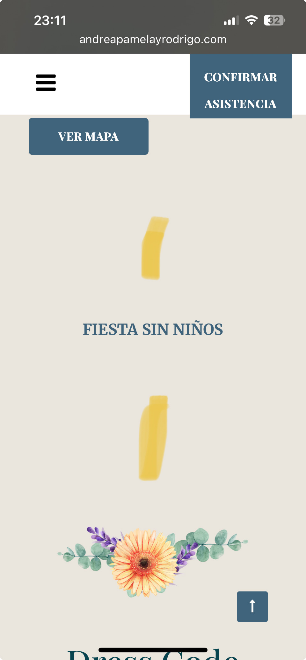 23:11
32
andreapamelayrodrigo.com
CONFIRMAR
ASISTENCIA
VER MAPA
FIESTA SIN NIÑOS
Dress Code